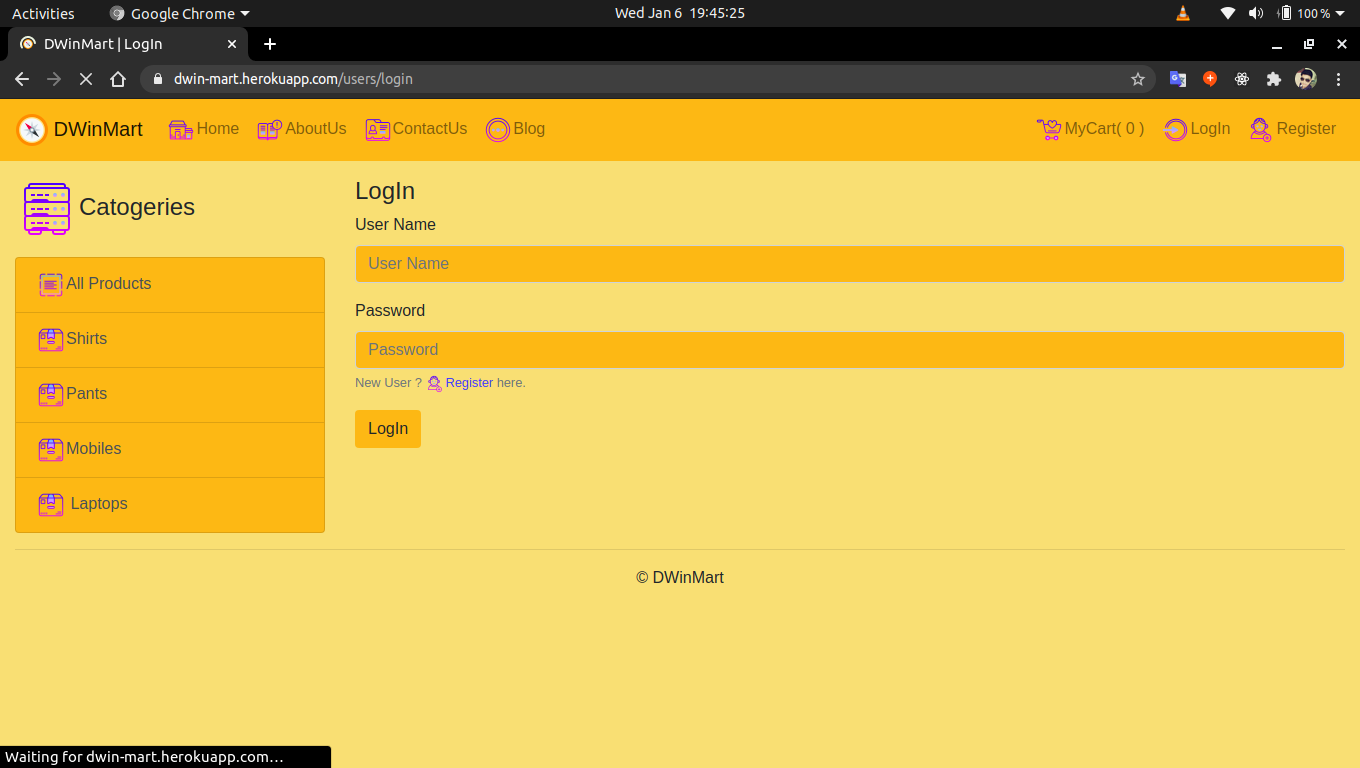 Activities Google Chrome Wed Jan 6 19:45:25 100 %
DWinMart | LogIn
dwin-mart.herokuapp.com/users/login
DWinMart Home AboutUs ContactUs Blog MyCart( 0 ) LogIn Register
Catogeries
All Products
Shirts
Pants
Mobiles
Laptops
LogIn
User Name
User Name
Password
Password
New User ? Register here.
LogIn
© DWinMart
Waiting for dwin-mart.herokuapp.com…